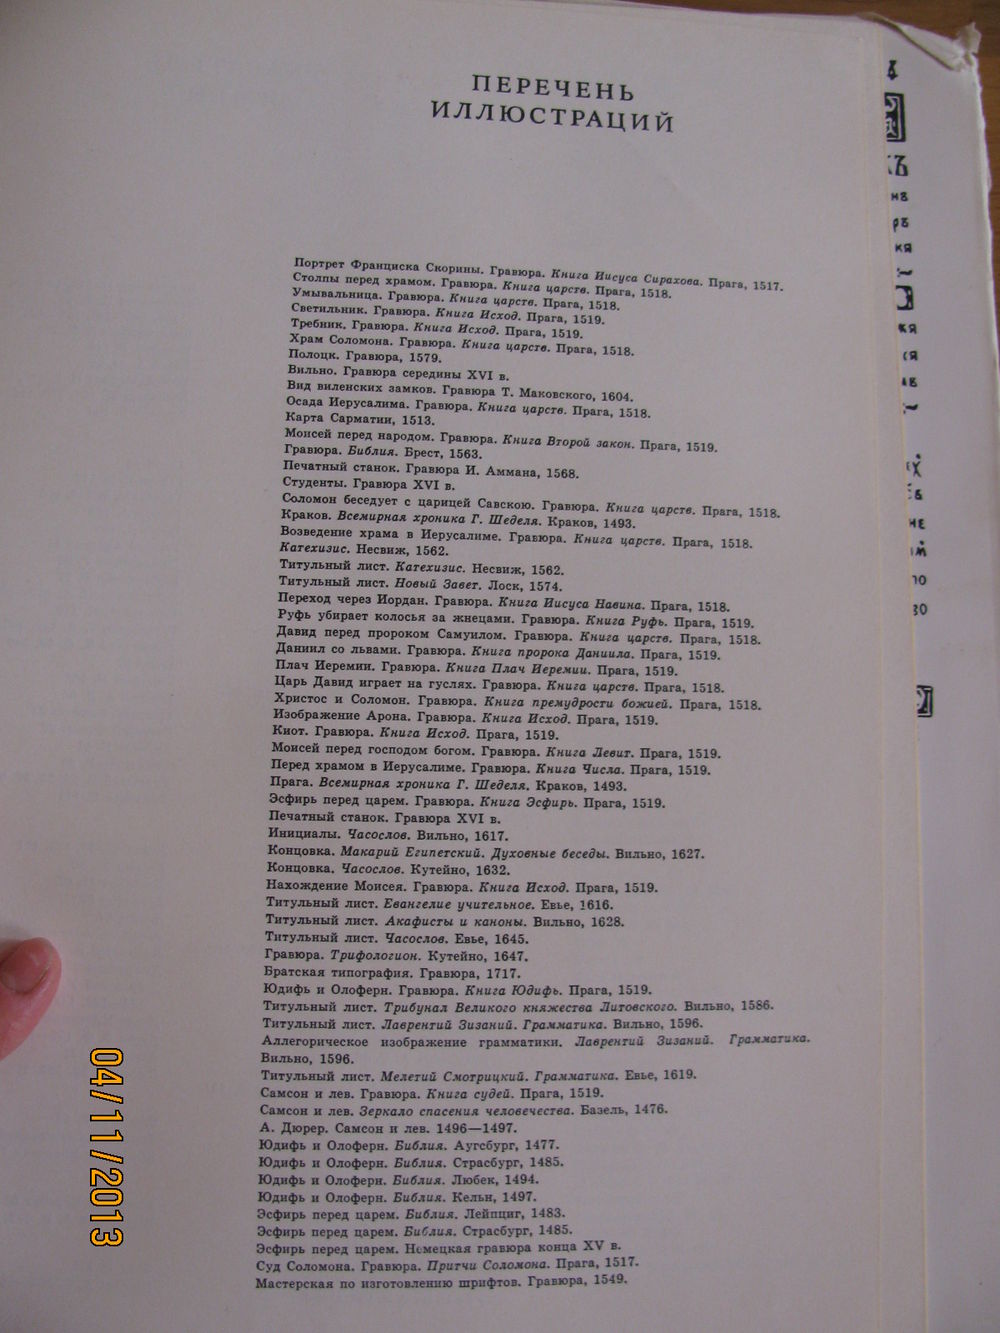 ПЕРЕЧЕНЬ
ИЛЛЮСТРАЦИЙ
Портрет Франциска Скорины. Гравюра. Книга Иисуса Сирахова. Прага, 1517.
Столпы перед храмом. Гравюра. Книга царств. Прага, 1518.
Умывальница. Гравюра. Книга царств. Прага, 1518.
Светильник. Гравюра. Книга Исход. Прага, 1519.
Требник. Гравюра. Книга Исход. Прага, 1519.
Храм Соломона. Гравюра. Книга царств. Прага, 1518.
Полоцк. Гравюра, 1579.
Вильно. Гравюра середины XVI в.
Вид виленских замков. Гравюра Т. Маковского, 1604.
Осада Иерусалима. Гравюра. Книга царств. Прага, 1518.
Карта Сарматии, 1513.
Моисей перед народом. Гравюра. Книга Второй закон. Прага, 1519.
Гравюра. Библия. Брест, 1563.
Печатный станок. Гравюра И. Аммана, 1568.
Студенты. Гравюра XVI в.
Соломон беседует с царицей Савскою. Гравюра. Книга царств. Прага, 1518.
Краков. Всемирная хроника Г. Шеделя. Краков, 1493.
Возведение храма в Иерусалиме. Гравюра. Книга царств. Прага, 1518.
Катехизис. Несвиж, 1562.
Титульный лист. Катехизис. Несвиж, 1562.
Титульный лист. Новый Завет. Лоск, 1574.
Переход через Иордан. Гравюра. Книга Иисуса Навина. Прага, 1518.
Руфь убирает колосья за жнецами. Гравюра. Книга Руфь. Прага, 1519.
Давид перед пророком Самуилом. Гравюра. Книга царств. Прага, 1518.
Даниил со львами. Гравюра. Книга пророка Даниила. Прага, 1519.
Плач Иеремии. Гравюра. Книга Плач Иеремии. Прага, 1519.
Царь Давид играет на гуслях. Гравюра. Книга царств. Прага, 1518.
Христос и Соломон. Гравюра. Книга премудрости божией. Прага, 1518.
Изображение Арона. Гравюра. Книга Исход. Прага, 1519.
Киот. Гравюра. Книга Исход. Прага, 1519.
Моисей перед господом богом. Гравюра. Книга Левит. Прага, 1519.
Перед храмом в Иерусалиме. Гравюра. Книга Числа. Прага, 1519.
Прага. Всемирная хроника Г. Шеделя. Краков, 1493.
Эсфирь перед царем. Гравюра. Книга Эсфирь. Прага, 1519.
Печатный станок. Гравюра XVI в.
Инициалы. Часослов. Вильно, 1617.
Концовка. Макарий Египетский. Духовные беседы. Вильно, 1627.
Концовка. Часослов. Кутейно, 1632.
Нахождение Моисея. Гравюра. Книга Исход. Прага, 1519.
Титульный лист. Евангелие учительное. Евье, 1616.
Титульный лист. Акафисты и каноны. Вильно, 1628.
Титульный лист. Часослов. Евье, 1645.
Гравюра. Трифологион. Кутейно, 1647.
Братская типография. Гравюра, 1717.
Юдифь и Олоферн. Гравюра. Книга Юдифь. Прага, 1519.
Титульный лист. Трибунал Великого княжества Литовского. Вильно, 1586.
Титульный лист. Лаврентий Зизаний. Грамматика. Вильно, 1596.
Аллегорическое изображение грамматики. Лаврентий Зизаний. Грамматика.
Вильно, 1596.
Титульный лист. Мелетий Смотрицкий. Грамматика. Евье, 1619.
Самсон и лев. Гравюра. Книга судей. Прага, 1519.
Самсон и лев. Зеркало спасения человечества. Базель, 1476.
А. Дюрер. Самсон и лев. 1496—1497.
Юдифь и Олоферн. Библия. Аугсбург, 1477.
Юдифь и Олоферн. Библия. Страсбург, 1485.
Юдифь и Олоферн. Библия. Любек, 1494.
Юдифь и Олоферн. Библия. Кельн, 1497.
Эсфирь перед царем. Библия. Лейпциг, 1483.
Эсфирь перед царем. Библия. Страсбург, 1485.
Эсфирь перед царем. Немецкая гравюра конца XV в.
Суд Соломона. Гравюра. Притчи Соломона. Прага, 1517.
Мастерская по изготовлению шрифтов. Гравюра, 1549.
04/11/2013